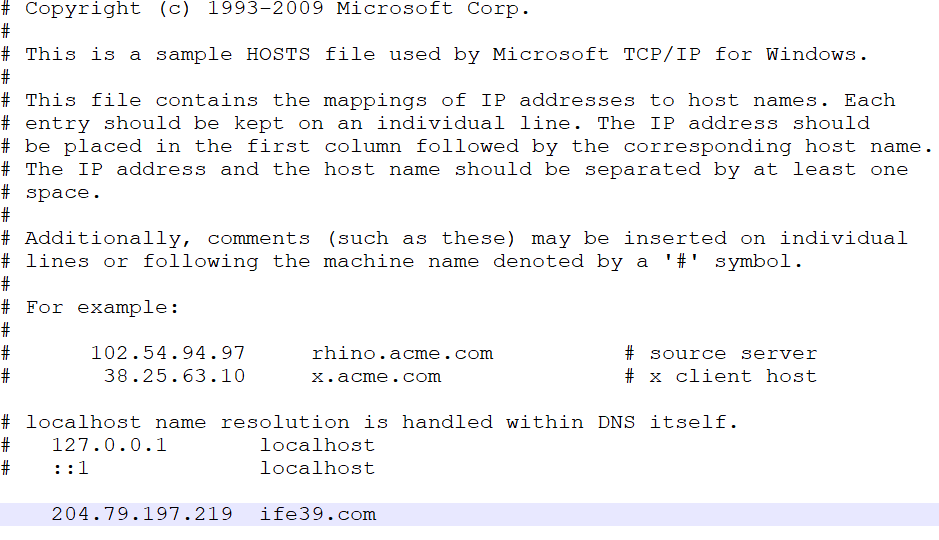 # Copyright (c) 1993-2009 Microsoft Corp.
#
# This is a sample HOSTS file used by Microsoft TCP/IP for Windows.
#
# This file contains the mappings of IP addresses to host names. Each
# entry should be kept on an individual line. The IP address should
# be placed in the first column followed by the corresponding host name.
# The IP address and the host name should be separated by at least one
# space.
#
# Additionally, comments (such as these) may be inserted on individual
# lines or following the machine name denoted by a '#' symbol.
#
# For example:
#
#      102.54.94.97     rhino.acme.com          # source server
#       38.25.63.10     x.acme.com              # x client host

# localhost name resolution is handled within DNS itself.
#   127.0.0.1       localhost
#   ::1             localhost

    204.79.197.219  ife39.com